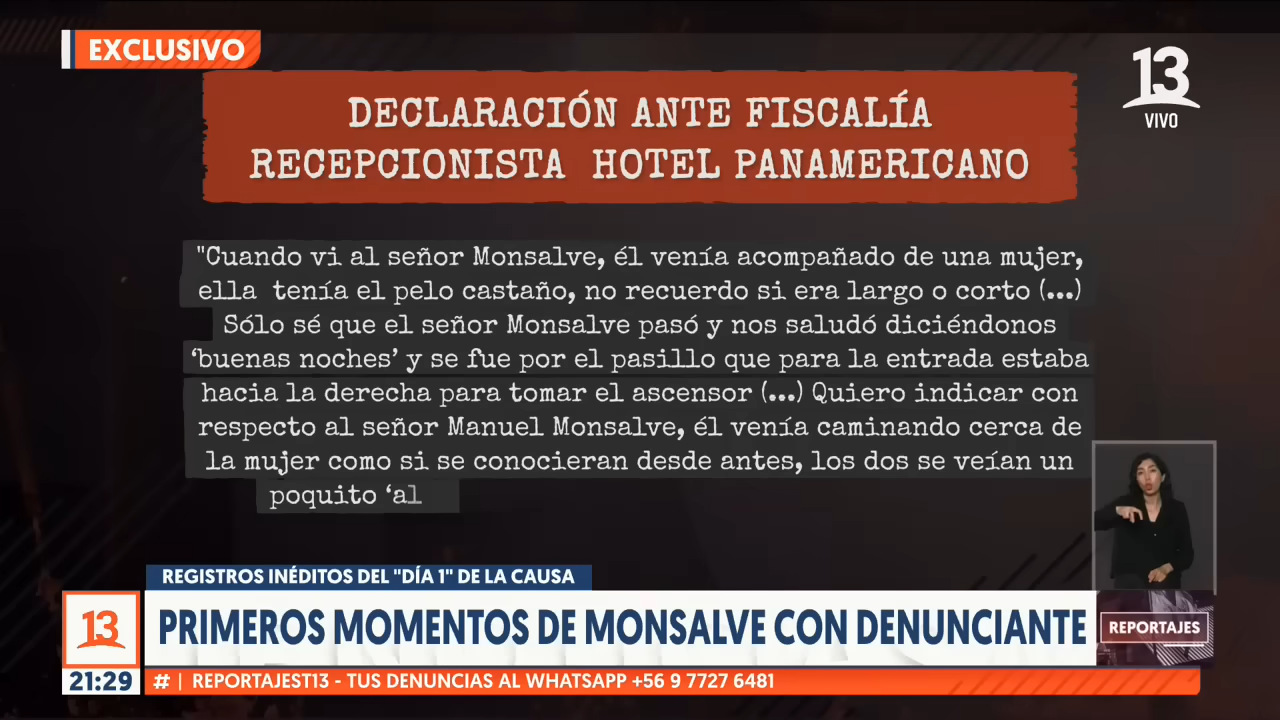 EXCLUSIVO
13
VIVO
DECLARACIÓN ANTE FISCALÍA
RECEPCIONISTA HOTEL PANAMERICANO
"Cuando vi al señor Monsalve, él venía acompañado de una mujer,
ella tenía el pelo castaño, no recuerdo si era largo o corto (...)
Sólo sé que el señor Monsalve pasó y nos saludó diciéndonos
‘buenas noches’ y se fue por el pasillo que para la entrada estaba
hacia la derecha para tomar el ascensor (...) Quiero indicar con
respecto al señor Manuel Monsalve, él venía caminando cerca de
la mujer como si se conocieran desde antes, los dos se veían un
poquito ‘al
REGISTROS INÉDITOS DEL "DÍA 1" DE LA CAUSA
13
PRIMEROS MOMENTOS DE MONSALVE CON DENUNCIANTE
REPORTAJES
21:29
# | REPORTAJEST13 - TUS DENUNCIAS AL WHATSAPP +56 9 7727 6481